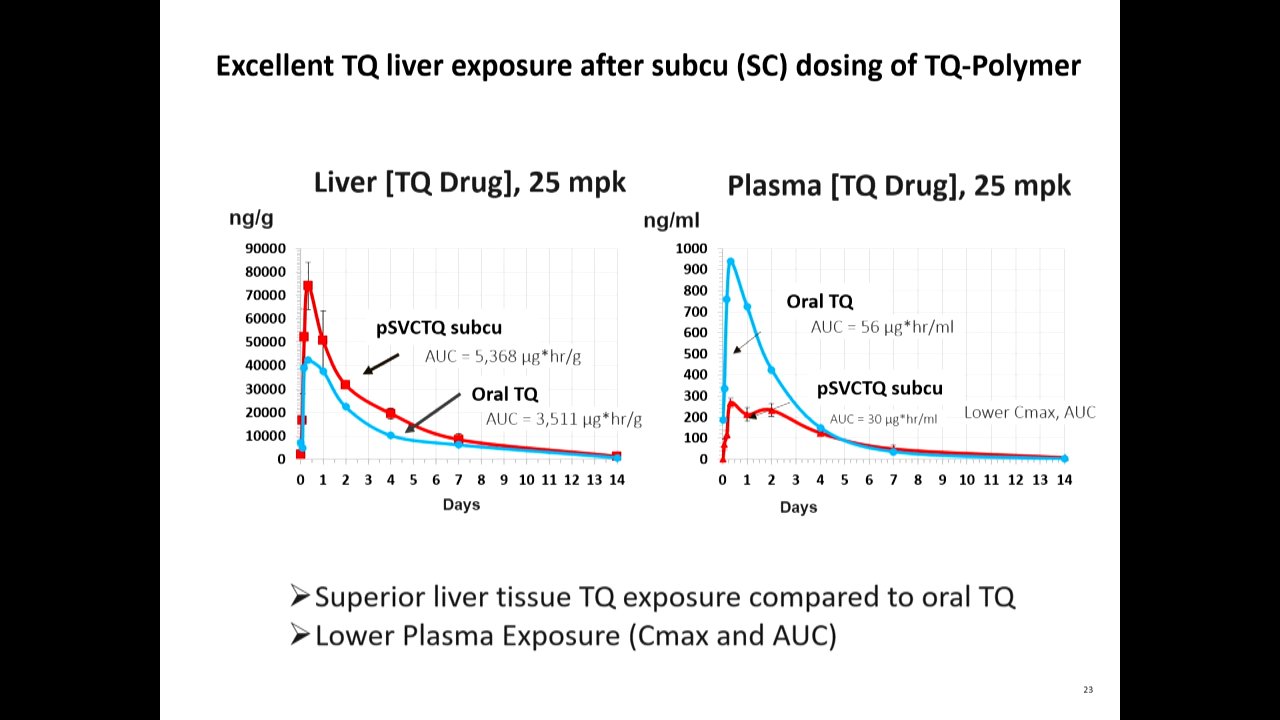 Excellent TQ liver exposure after subcu (SC) dosing of TQ-Polymer
Liver [TQ Drug], 25 mpk
ng/g
90000
80000
70000
60000
50000
40000
30000
20000
10000
0
pSVCTQ subcu
AUC = 5,368 µg*hr/g
Oral TQ
AUC = 3,511 µg*hr/g
0 1 2 3 4 5 6 7 8 9 10 11 12 13 14
Days
Plasma [TQ Drug], 25 mpk
ng/ml
1000
900
800
700
600
500
400
300
200
100
0
Oral TQ
AUC = 56 µg*hr/ml
pSVCTQ subcu
AUC = 30 µg*hr/ml
Lower Cmax, AUC
0 1 2 3 4 5 6 7 8 9 10 11 12 13 14
Days
➢Superior liver tissue TQ exposure compared to oral TQ
➢Lower Plasma Exposure (Cmax and AUC)
23